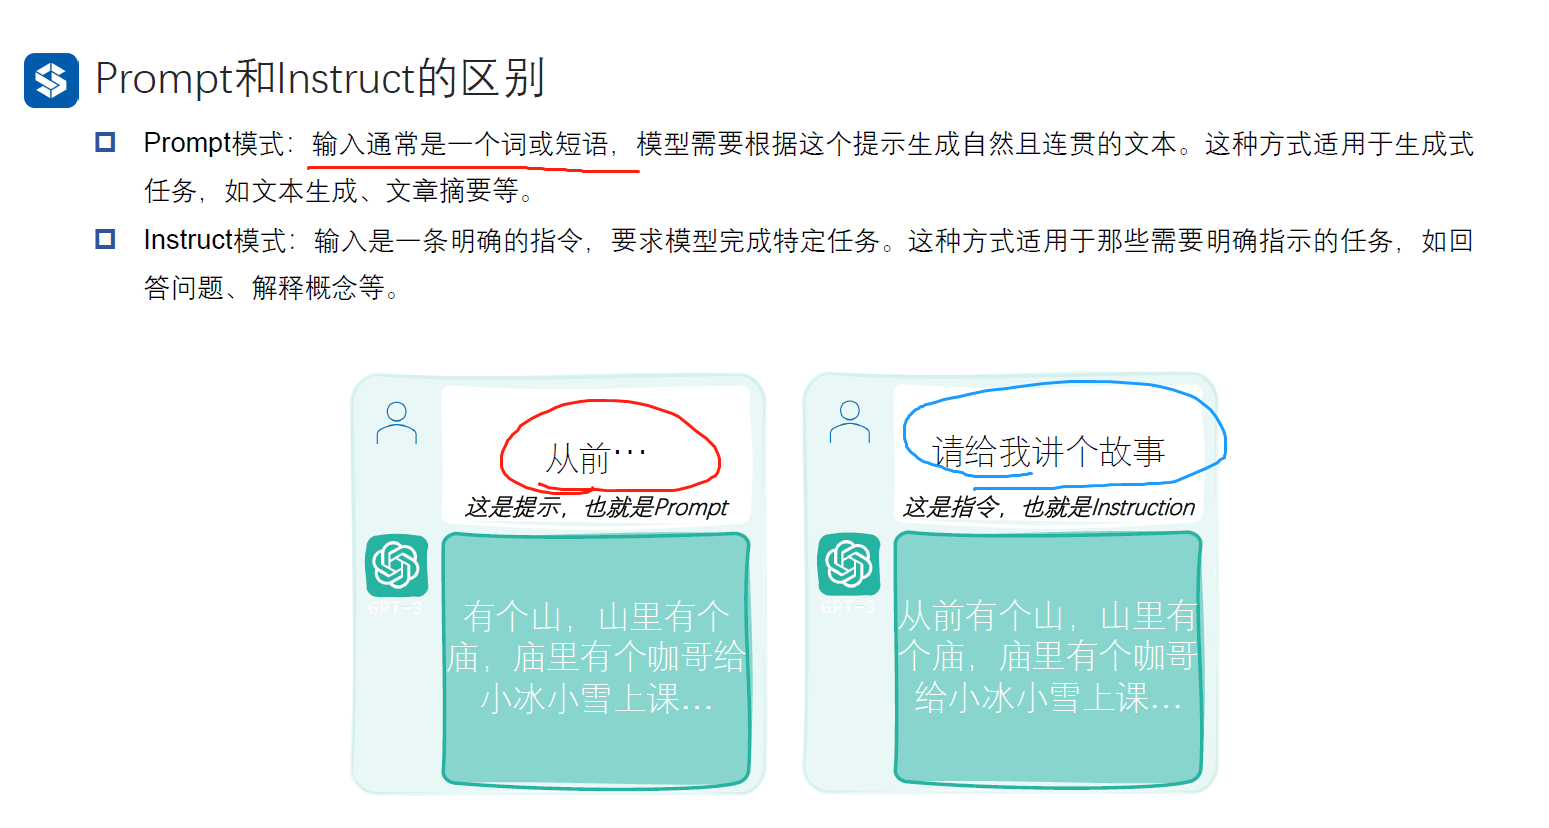 Prompt和Instruct的区别
Prompt模式：输入通常是一个词或短语，模型需要根据这个提示生成自然且连贯的文本。这种方式适用于生成式
任务，如文本生成、文章摘要等。
Instruct模式：输入是一条明确的指令，要求模型完成特定任务。这种方式适用于那些需要明确指示的任务，如回
答问题、解释概念等。
从前…
这是提示，也就是Prompt
GPT-3
有个山，山里有个
庙，庙里有个咖哥给
小冰小雪上课…
请给我讲个故事
这是指令，也就是Instruction
GPT-3
从前有个山，山里有
个庙，庙里有个咖哥
给小冰小雪上课…